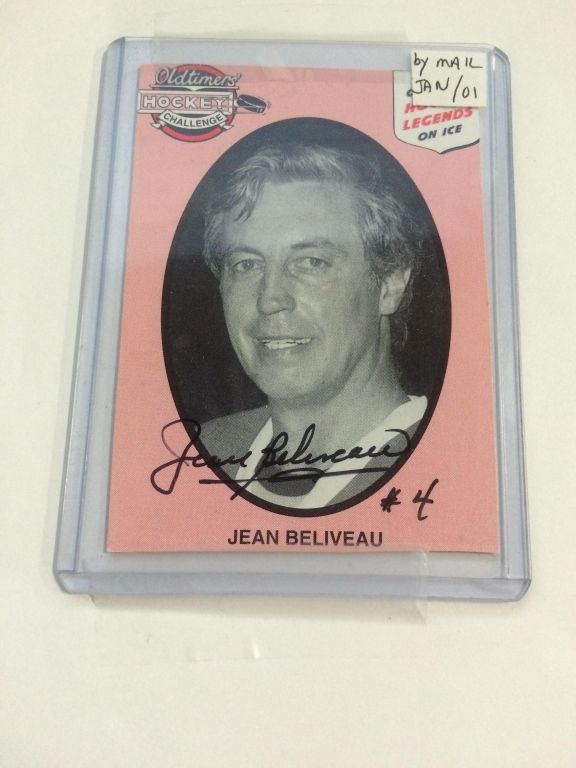 Oldtimers'
HOCKEY
CHALLENGE
by MAIL
JAN/01
LEGENDS
ON ICE
Jean Beliveau
# 4
JEAN BELIVEAU